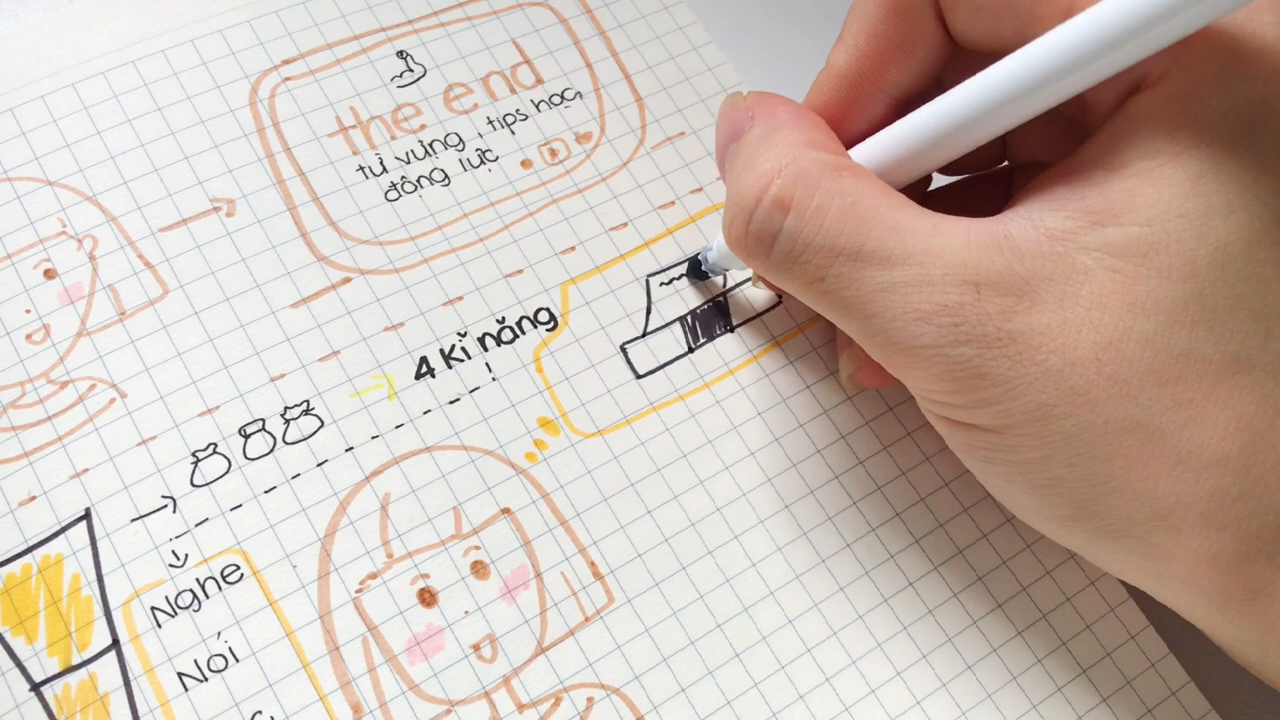 the end
từ vựng, tips học,
động lực
4 kĩ năng
Nghe
Nói